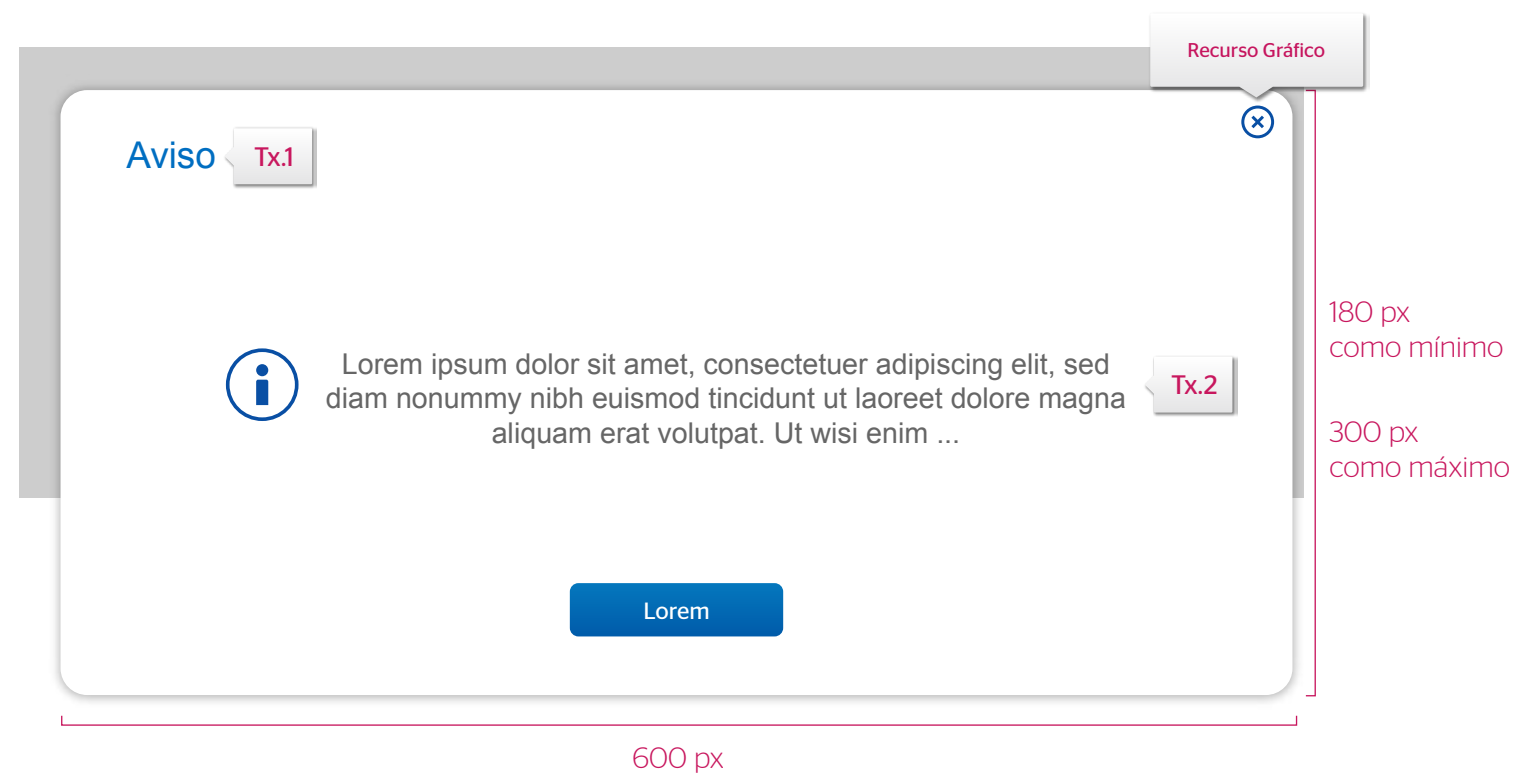 Recurso Gráfico
Aviso
Tx.1
180 px
como mínimo
Lorem ipsum dolor sit amet, consectetuer adipiscing elit, sed
diam nonummy nibh euismod tincidunt ut laoreet dolore magna
aliquam erat volutpat. Ut wisi enim ...
Tx.2
300 px
como máximo
Lorem
600 px